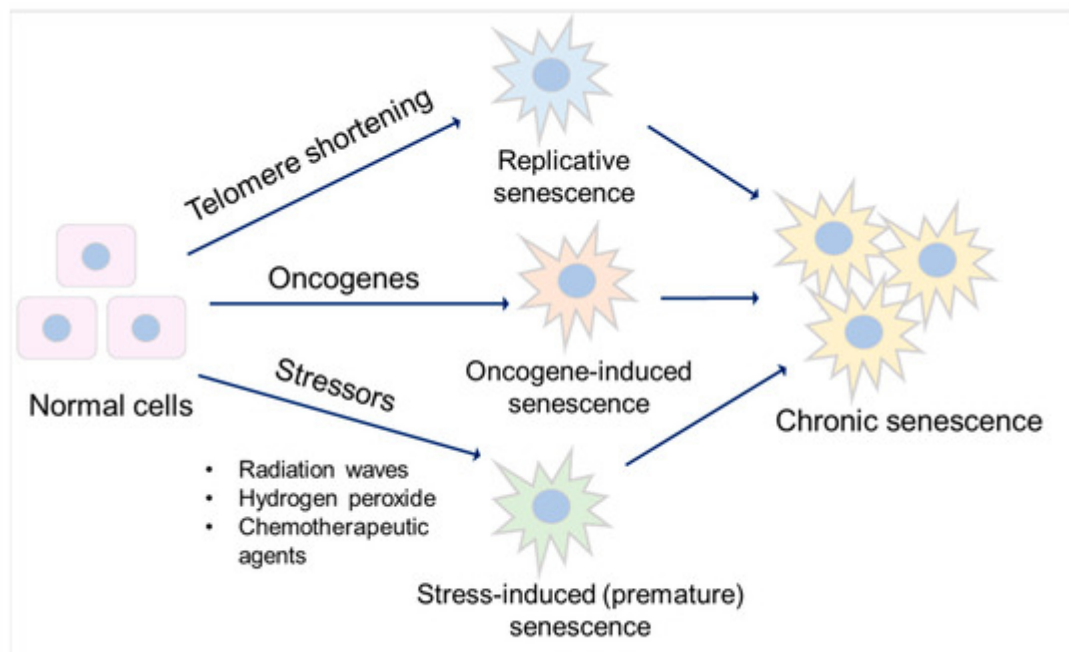 Telomere shortening
Replicative
senescence
Oncogenes
Oncogene-induced
senescence
Normal cells
Stressors
• Radiation waves
• Hydrogen peroxide
• Chemotherapeutic
agents
Stress-induced (premature)
senescence
Chronic senescence